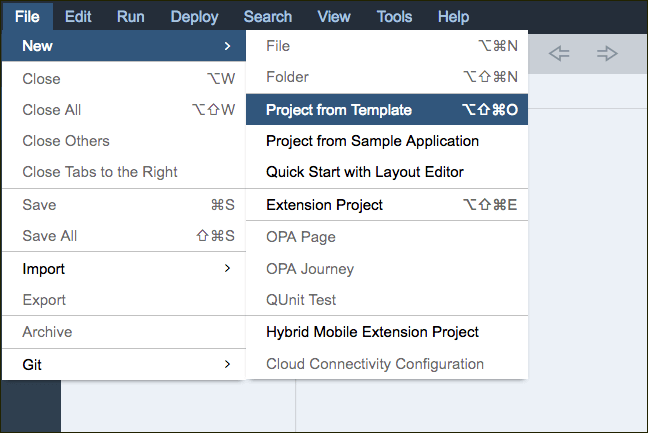 File Edit Run Deploy Search View Tools Help
New >
Close ⌥W
Close All ⌥⇧W
Close Others
Close Tabs to the Right
Save ⌘S
Save All ⇧⌘S
Import >
Export
Archive
Git >
File ⌥⌘N
Folder ⌥⇧⌘N
Project from Template ⌥⇧⌘O
Project from Sample Application
Quick Start with Layout Editor
Extension Project ⌥⇧⌘E
OPA Page
OPA Journey
QUnit Test
Hybrid Mobile Extension Project
Cloud Connectivity Configuration